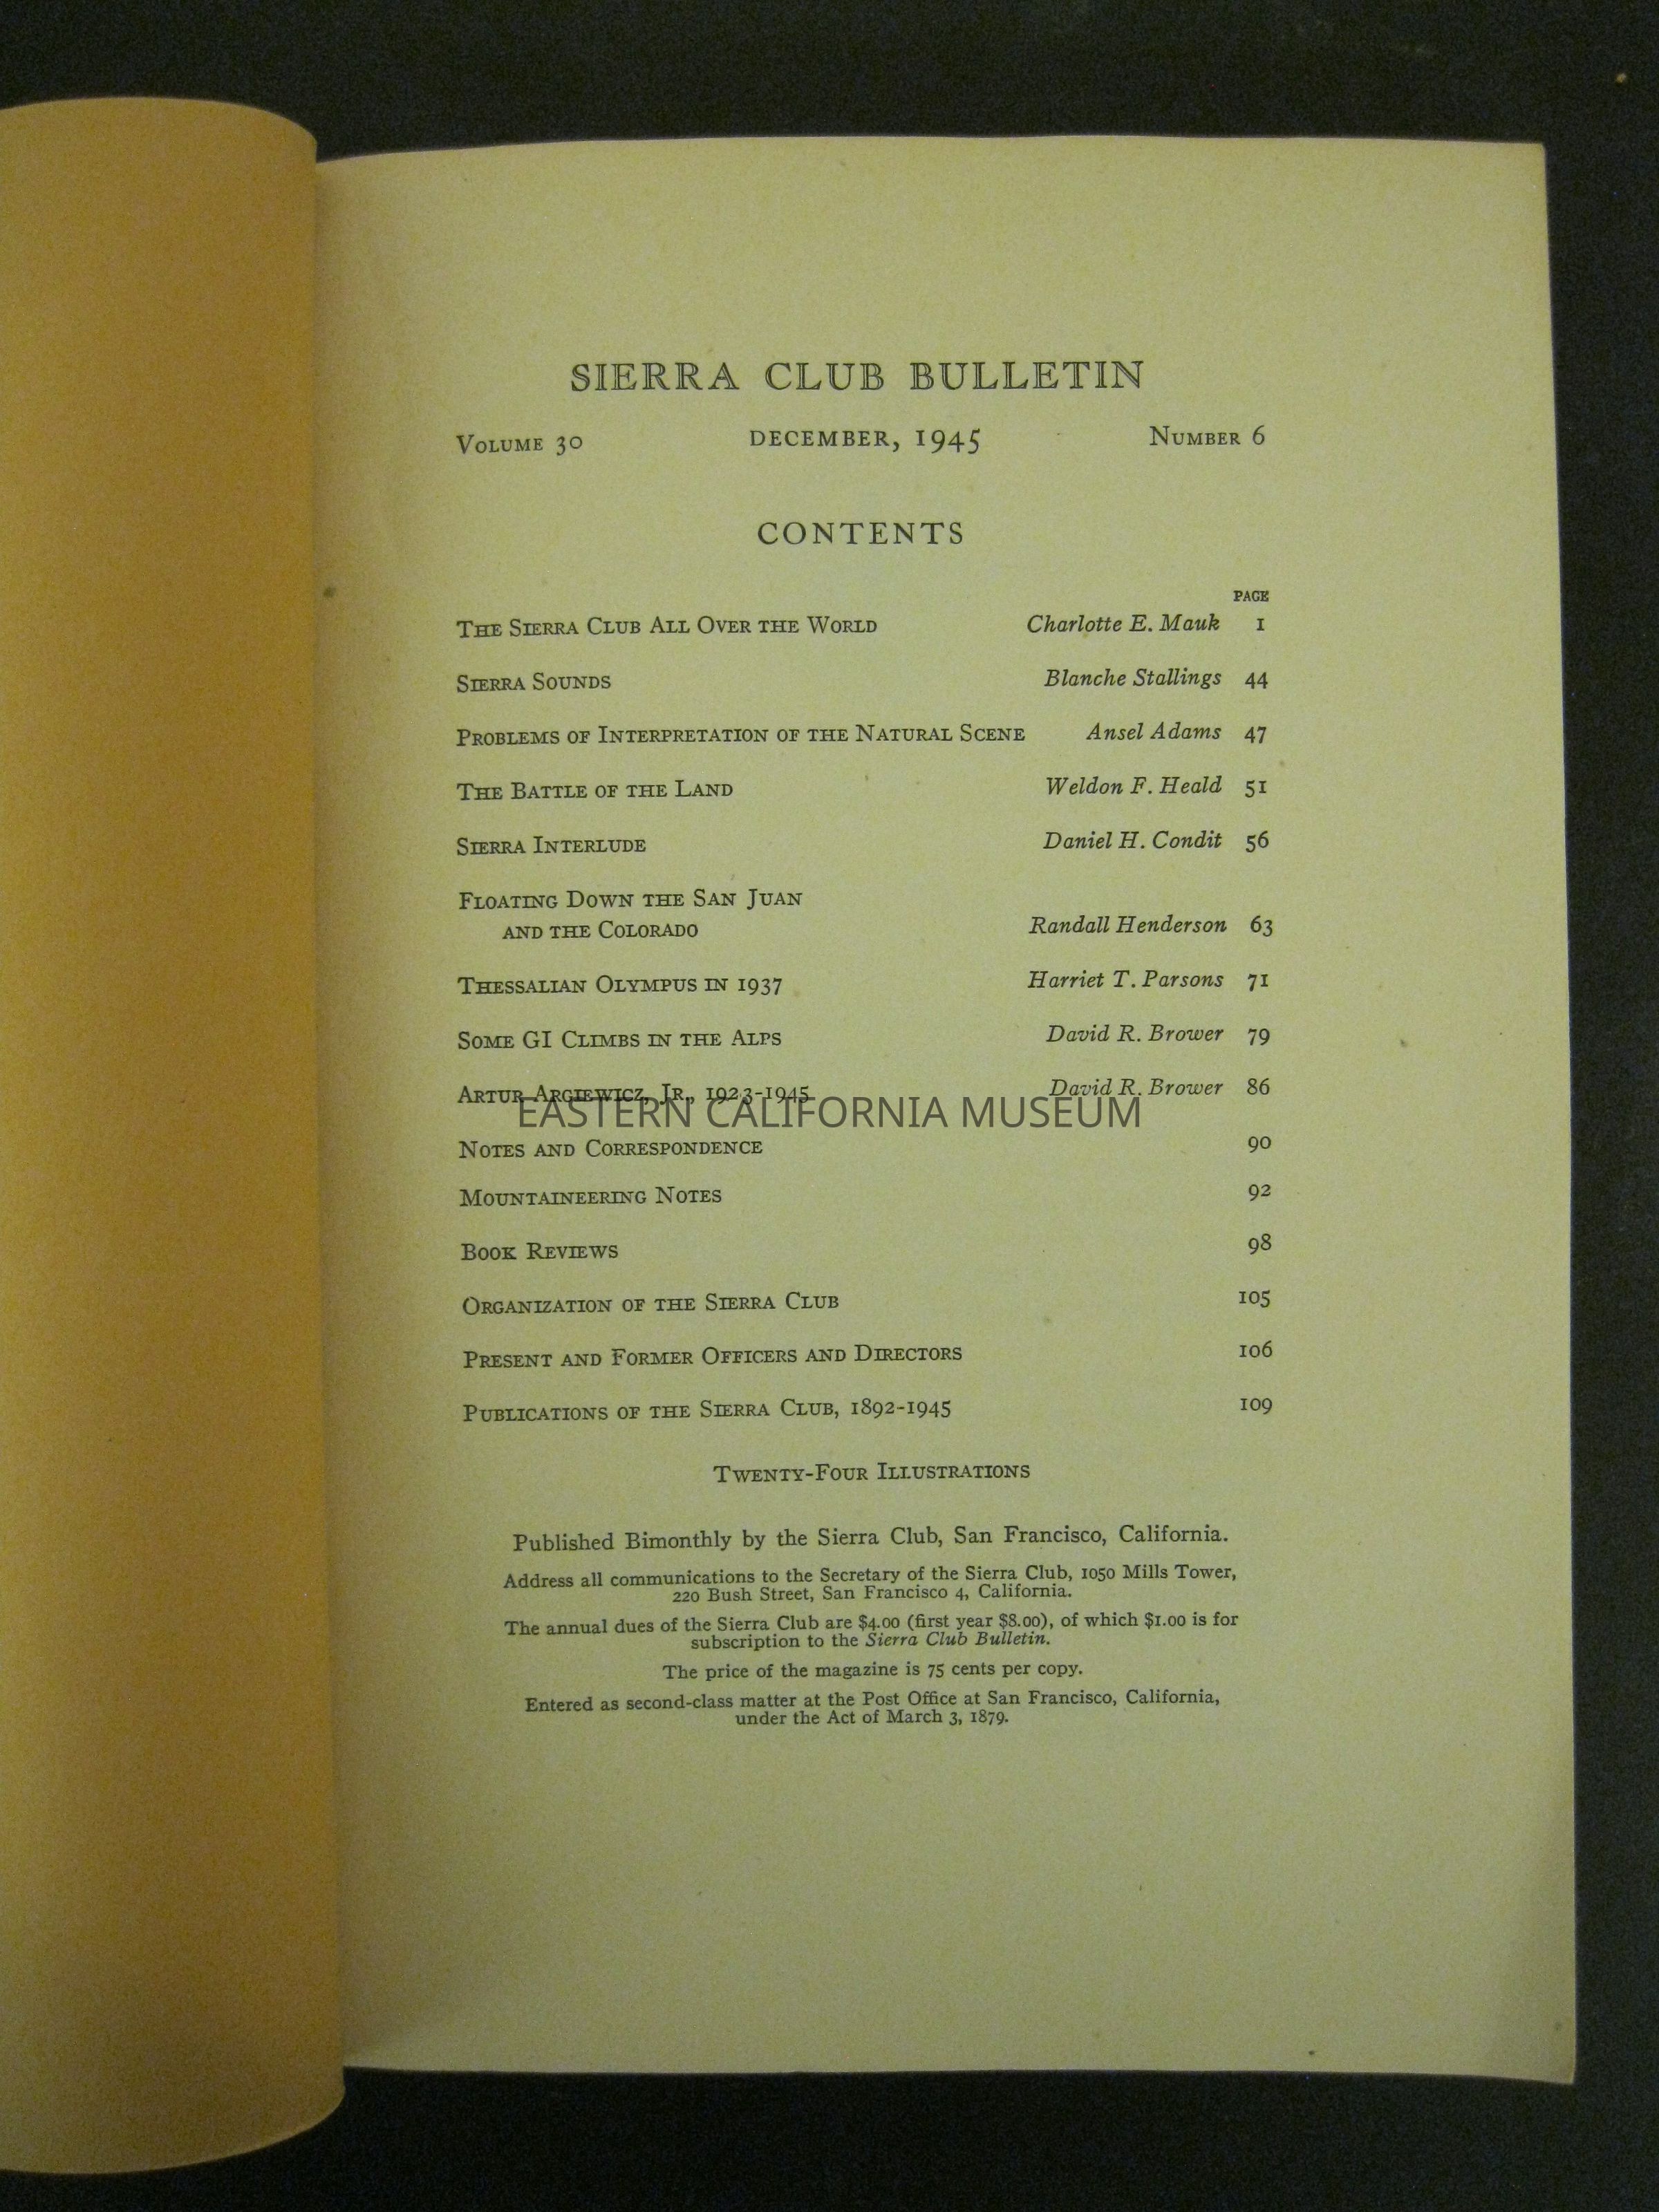 SIERRA CLUB BULLETIN
VOLUME 30 DECEMBER, 1945 NUMBER 6
CONTENTS
PAGE
THE SIERRA CLUB ALL OVER THE WORLD Charlotte E. Mauk 1
SIERRA SOUNDS Blanche Stallings 44
PROBLEMS OF INTERPRETATION OF THE NATURAL SCENE Ansel Adams 47
THE BATTLE OF THE LAND Weldon F. Heald 51
SIERRA INTERLUDE Daniel H. Condit 56
FLOATING DOWN THE SAN JUAN
AND THE COLORADO Randall Henderson 63
THESSALIAN OLYMPUS IN 1937 Harriet T. Parsons 71
SOME GI CLIMBS IN THE ALPS David R. Brower 79
ARTUR ARGIEWICZ, JR., 1923-1945 David R. Brower 86
EASTERN CALIFORNIA MUSEUM
NOTES AND CORRESPONDENCE 90
MOUNTAINEERING NOTES 92
BOOK REVIEWS 98
ORGANIZATION OF THE SIERRA CLUB 105
PRESENT AND FORMER OFFICERS AND DIRECTORS 106
PUBLICATIONS OF THE SIERRA CLUB, 1892-1945 109
TWENTY-FOUR ILLUSTRATIONS
Published Bimonthly by the Sierra Club, San Francisco, California.
Address all communications to the Secretary of the Sierra Club, 1050 Mills Tower,
220 Bush Street, San Francisco 4, California.
The annual dues of the Sierra Club are $4.00 (first year $8.00), of which $1.00 is for
subscription to the Sierra Club Bulletin.
The price of the magazine is 75 cents per copy.
Entered as second-class matter at the Post Office at San Francisco, California,
under the Act of March 3, 1879.